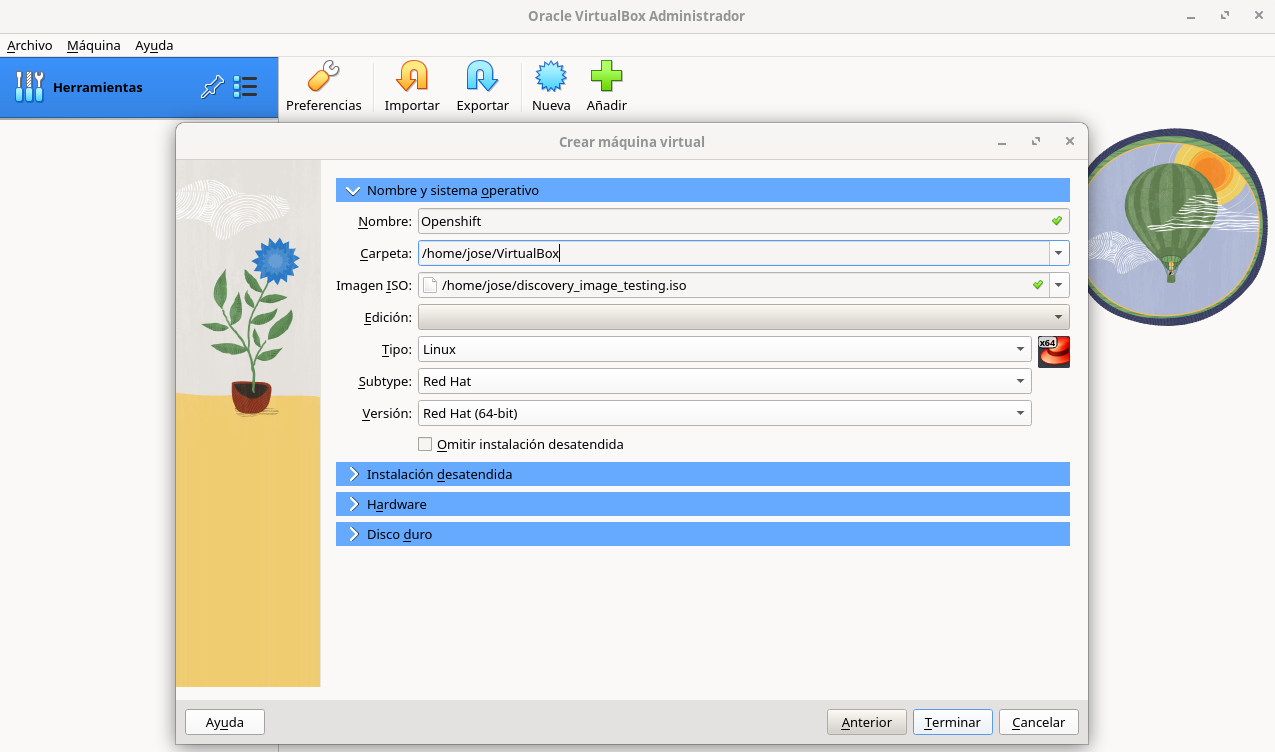 Oracle VirtualBox Administrador
Archivo Máquina Ayuda
Herramientas
Preferencias Importar Exportar Nueva Añadir
Crear máquina virtual
Nombre y sistema operativo
Nombre: Openshift
Carpeta: /home/jose/VirtualBox
Imagen ISO: /home/jose/discovery_image_testing.iso
Edición:
Tipo: Linux
x64
Subtype: Red Hat
Versión: Red Hat (64-bit)
Omitir instalación desatendida
Instalación desatendida
Hardware
Disco duro
Ayuda Anterior Terminar Cancelar